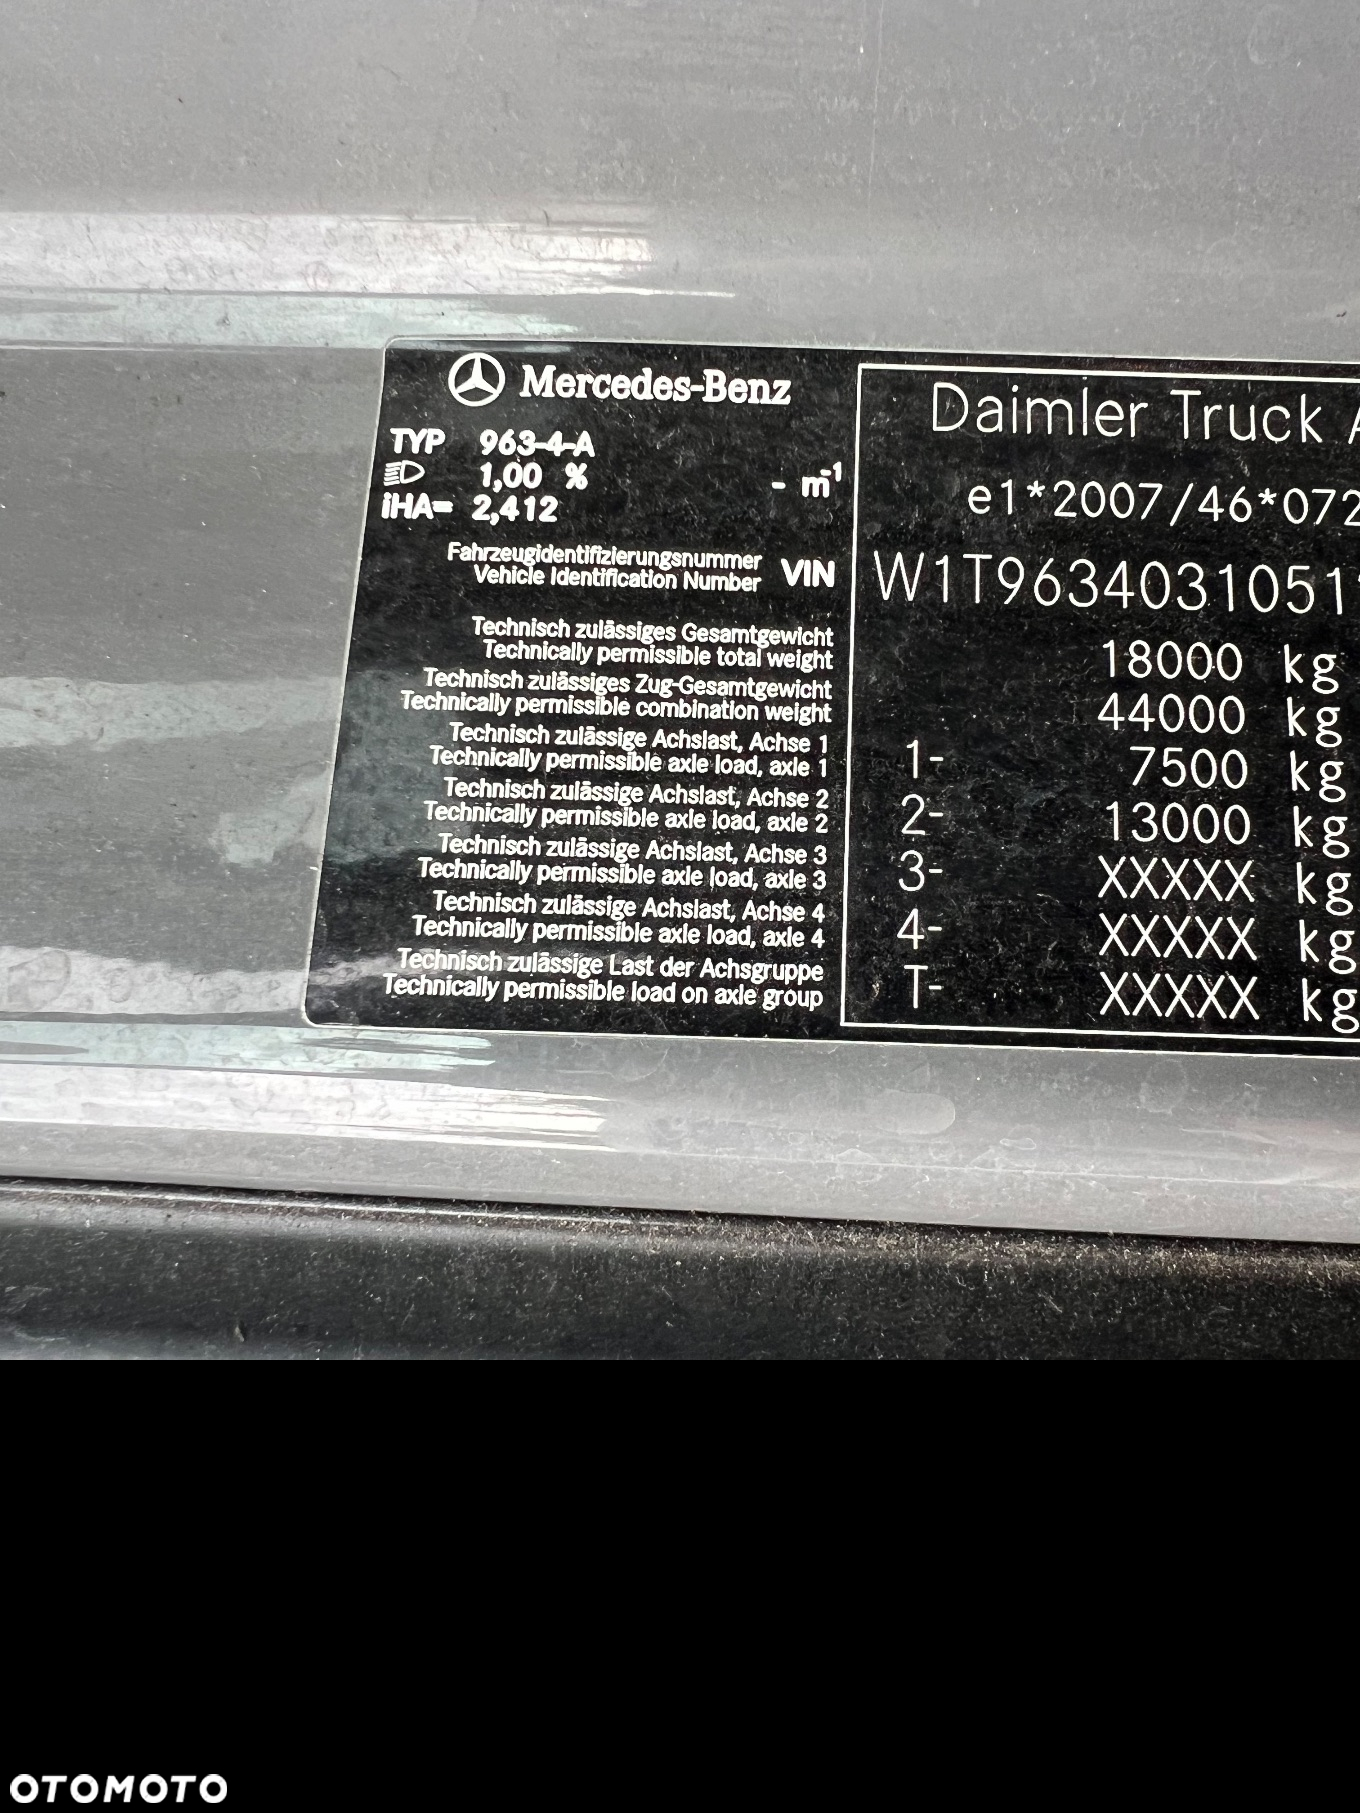 Mercedes-Benz
TYP 963-4-A
1,00 % - m-1
iHA= 2,412
Fahrzeugidentifizierungsnummer
Vehicle Identification Number VIN
Technisch zulässiges Gesamtgewicht
Technically permissible total weight
Technisch zulässiges Zug-Gesamtgewicht
Technically permissible combination weight
Technisch zulässige Achslast, Achse 1
Technically permissible axle load, axle 1
Technisch zulässige Achslast, Achse 2
Technically permissible axle load, axle 2
Technisch zulässige Achslast, Achse 3
Technically permissible axle load, axle 3
Technisch zulässige Achslast, Achse 4
Technically permissible axle load, axle 4
Technisch zulässige Last der Achsgruppe
Technically permissible load on axle group
Daimler Truck A
e1*2007/46*072
W1T9634031051
18000 kg
44000 kg
1- 7500 kg
2- 13000 kg
3- XXXXX kg
4- XXXXX kg
T- XXXXX kg
OTOMOTO